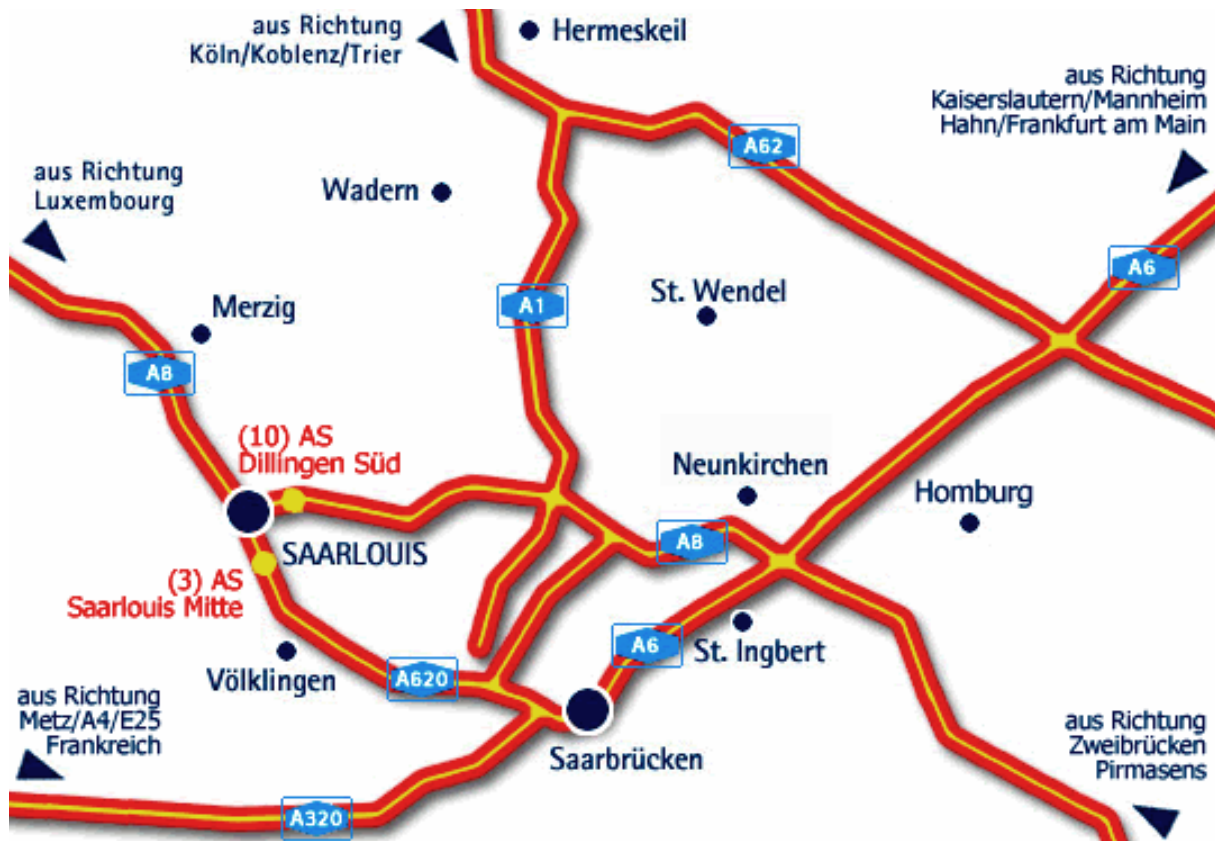 aus Richtung
Köln/Koblenz/Trier
Hermeskeil
aus Richtung
Kaiserslautern/Mannheim
Hahn/Frankfurt am Main
A62
aus Richtung
Luxembourg
Wadern
A6
A1
St. Wendel
Merzig
A8
(10) AS
Dillingen Süd
Neunkirchen
Homburg
SAARLOUIS
A8
(3) AS
Saarlouis Mitte
A6
St. Ingbert
Völklingen
A620
aus Richtung
Metz/A4/E25
Frankreich
Saarbrücken
aus Richtung
Zweibrücken
Pirmasens
A320